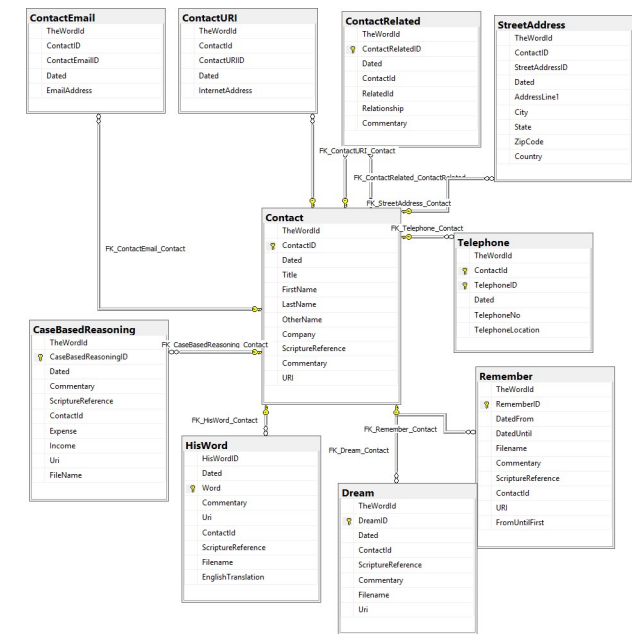 ContactEmail
TheWordId
ContactID
ContactEmailID
Dated
EmailAddress
ContactURI
TheWordId
ContactId
ContactURIID
Dated
InternetAddress
ContactRelated
TheWordId
ContactRelatedID
Dated
ContactId
RelatedId
Relationship
Commentary
StreetAddress
TheWordId
ContactID
StreetAddressID
Dated
AddressLine1
City
State
ZipCode
Country
FK_ContactURI_Contact
FK_ContactRelated_ContactRelated
FK_StreetAddress_Contact
FK_Telephone_Contact
FK_ContactEmail_Contact
Contact
TheWordId
ContactID
Dated
Title
FirstName
LastName
OtherName
Company
ScriptureReference
Commentary
URI
Telephone
TheWordId
ContactId
TelephoneID
Dated
TelephoneNo
TelephoneLocation
CaseBasedReasoning
TheWordId
CaseBasedReasoningID
Dated
Commentary
ScriptureReference
ContactId
Expense
Income
Uri
FileName
FK_CaseBasedReasoning_Contact
FK_HisWord_Contact
FK_Remember_Contact
FK_Dream_Contact
HisWord
HisWordID
Dated
Word
Commentary
Uri
ContactId
ScriptureReference
Filename
EnglishTranslation
Remember
TheWordId
RememberID
DatedFrom
DatedUntil
Filename
Commentary
ScriptureReference
ContactId
URI
FromUntilFirst
Dream
TheWordId
DreamID
Dated
ContactId
ScriptureReference
Commentary
Filename
Uri